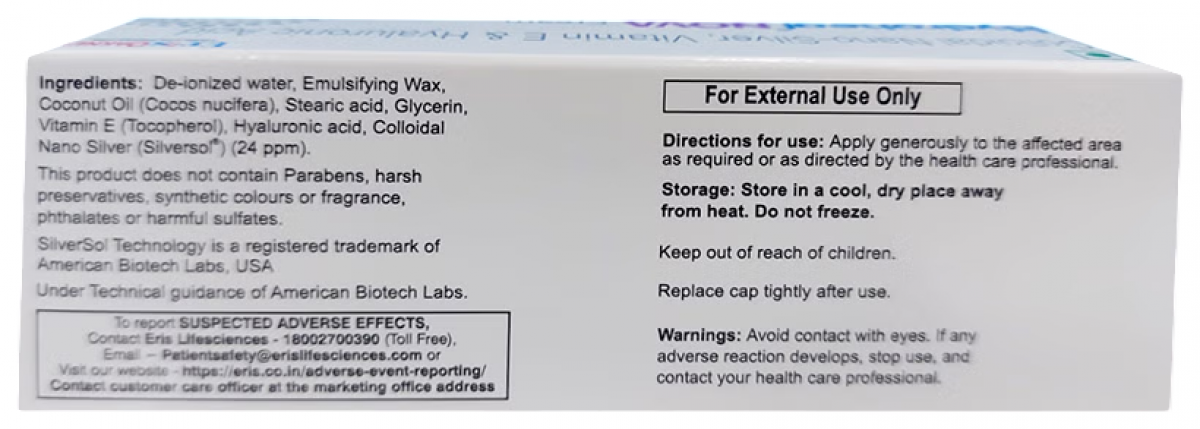 Colloidal Nano Silver, Vitamin E & Hyaluronic Acid
Ingredients: De-ionized water, Emulsifying Wax,
Coconut Oil (Cocos nucifera), Stearic acid, Glycerin,
Vitamin E (Tocopherol), Hyaluronic acid, Colloidal
Nano Silver (Silversol®) (24 ppm).
This product does not contain Parabens, harsh
preservatives, synthetic colours or fragrance,
phthalates or harmful sulfates.
SilverSol Technology is a registered trademark of
American Biotech Labs, USA
Under Technical guidance of American Biotech Labs.
To report SUSPECTED ADVERSE EFFECTS,
Contact Eris Lifesciences - 18002700390 (Toll Free),
Email – Patientsafety@erislifesciences.com or
Visit our website - https://eris.co.in/adverse-event-reporting/
Contact customer care officer at the marketing office address
For External Use Only
Directions for use: Apply generously to the affected area
as required or as directed by the health care professional.
Storage: Store in a cool, dry place away
from heat. Do not freeze.
Keep out of reach of children.
Replace cap tightly after use.
Warnings: Avoid contact with eyes. If any
adverse reaction develops, stop use, and
contact your health care professional.